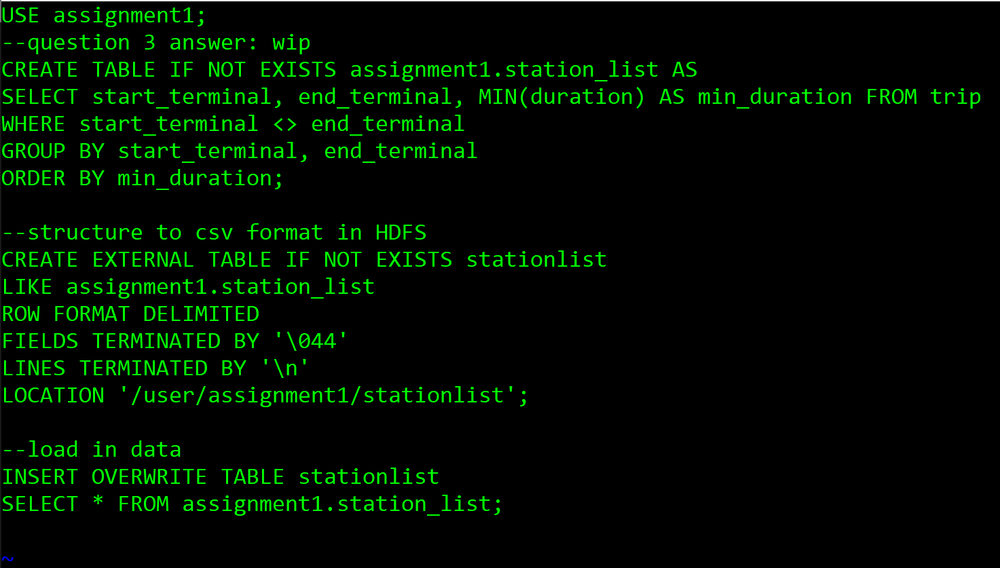 USE assignment1;
--question 3 answer: wip
CREATE TABLE IF NOT EXISTS assignment1.station_list AS
SELECT start_terminal, end_terminal, MIN(duration) AS min_duration FROM trip
WHERE start_terminal <> end_terminal
GROUP BY start_terminal, end_terminal
ORDER BY min_duration;
--structure to csv format in HDFS
CREATE EXTERNAL TABLE IF NOT EXISTS stationlist
LIKE assignment1.station_list
ROW FORMAT DELIMITED
FIELDS TERMINATED BY '\044'
LINES TERMINATED BY '\n'
LOCATION '/user/assignment1/stationlist';
--load in data
INSERT OVERWRITE TABLE stationlist
SELECT * FROM assignment1.station_list;
~